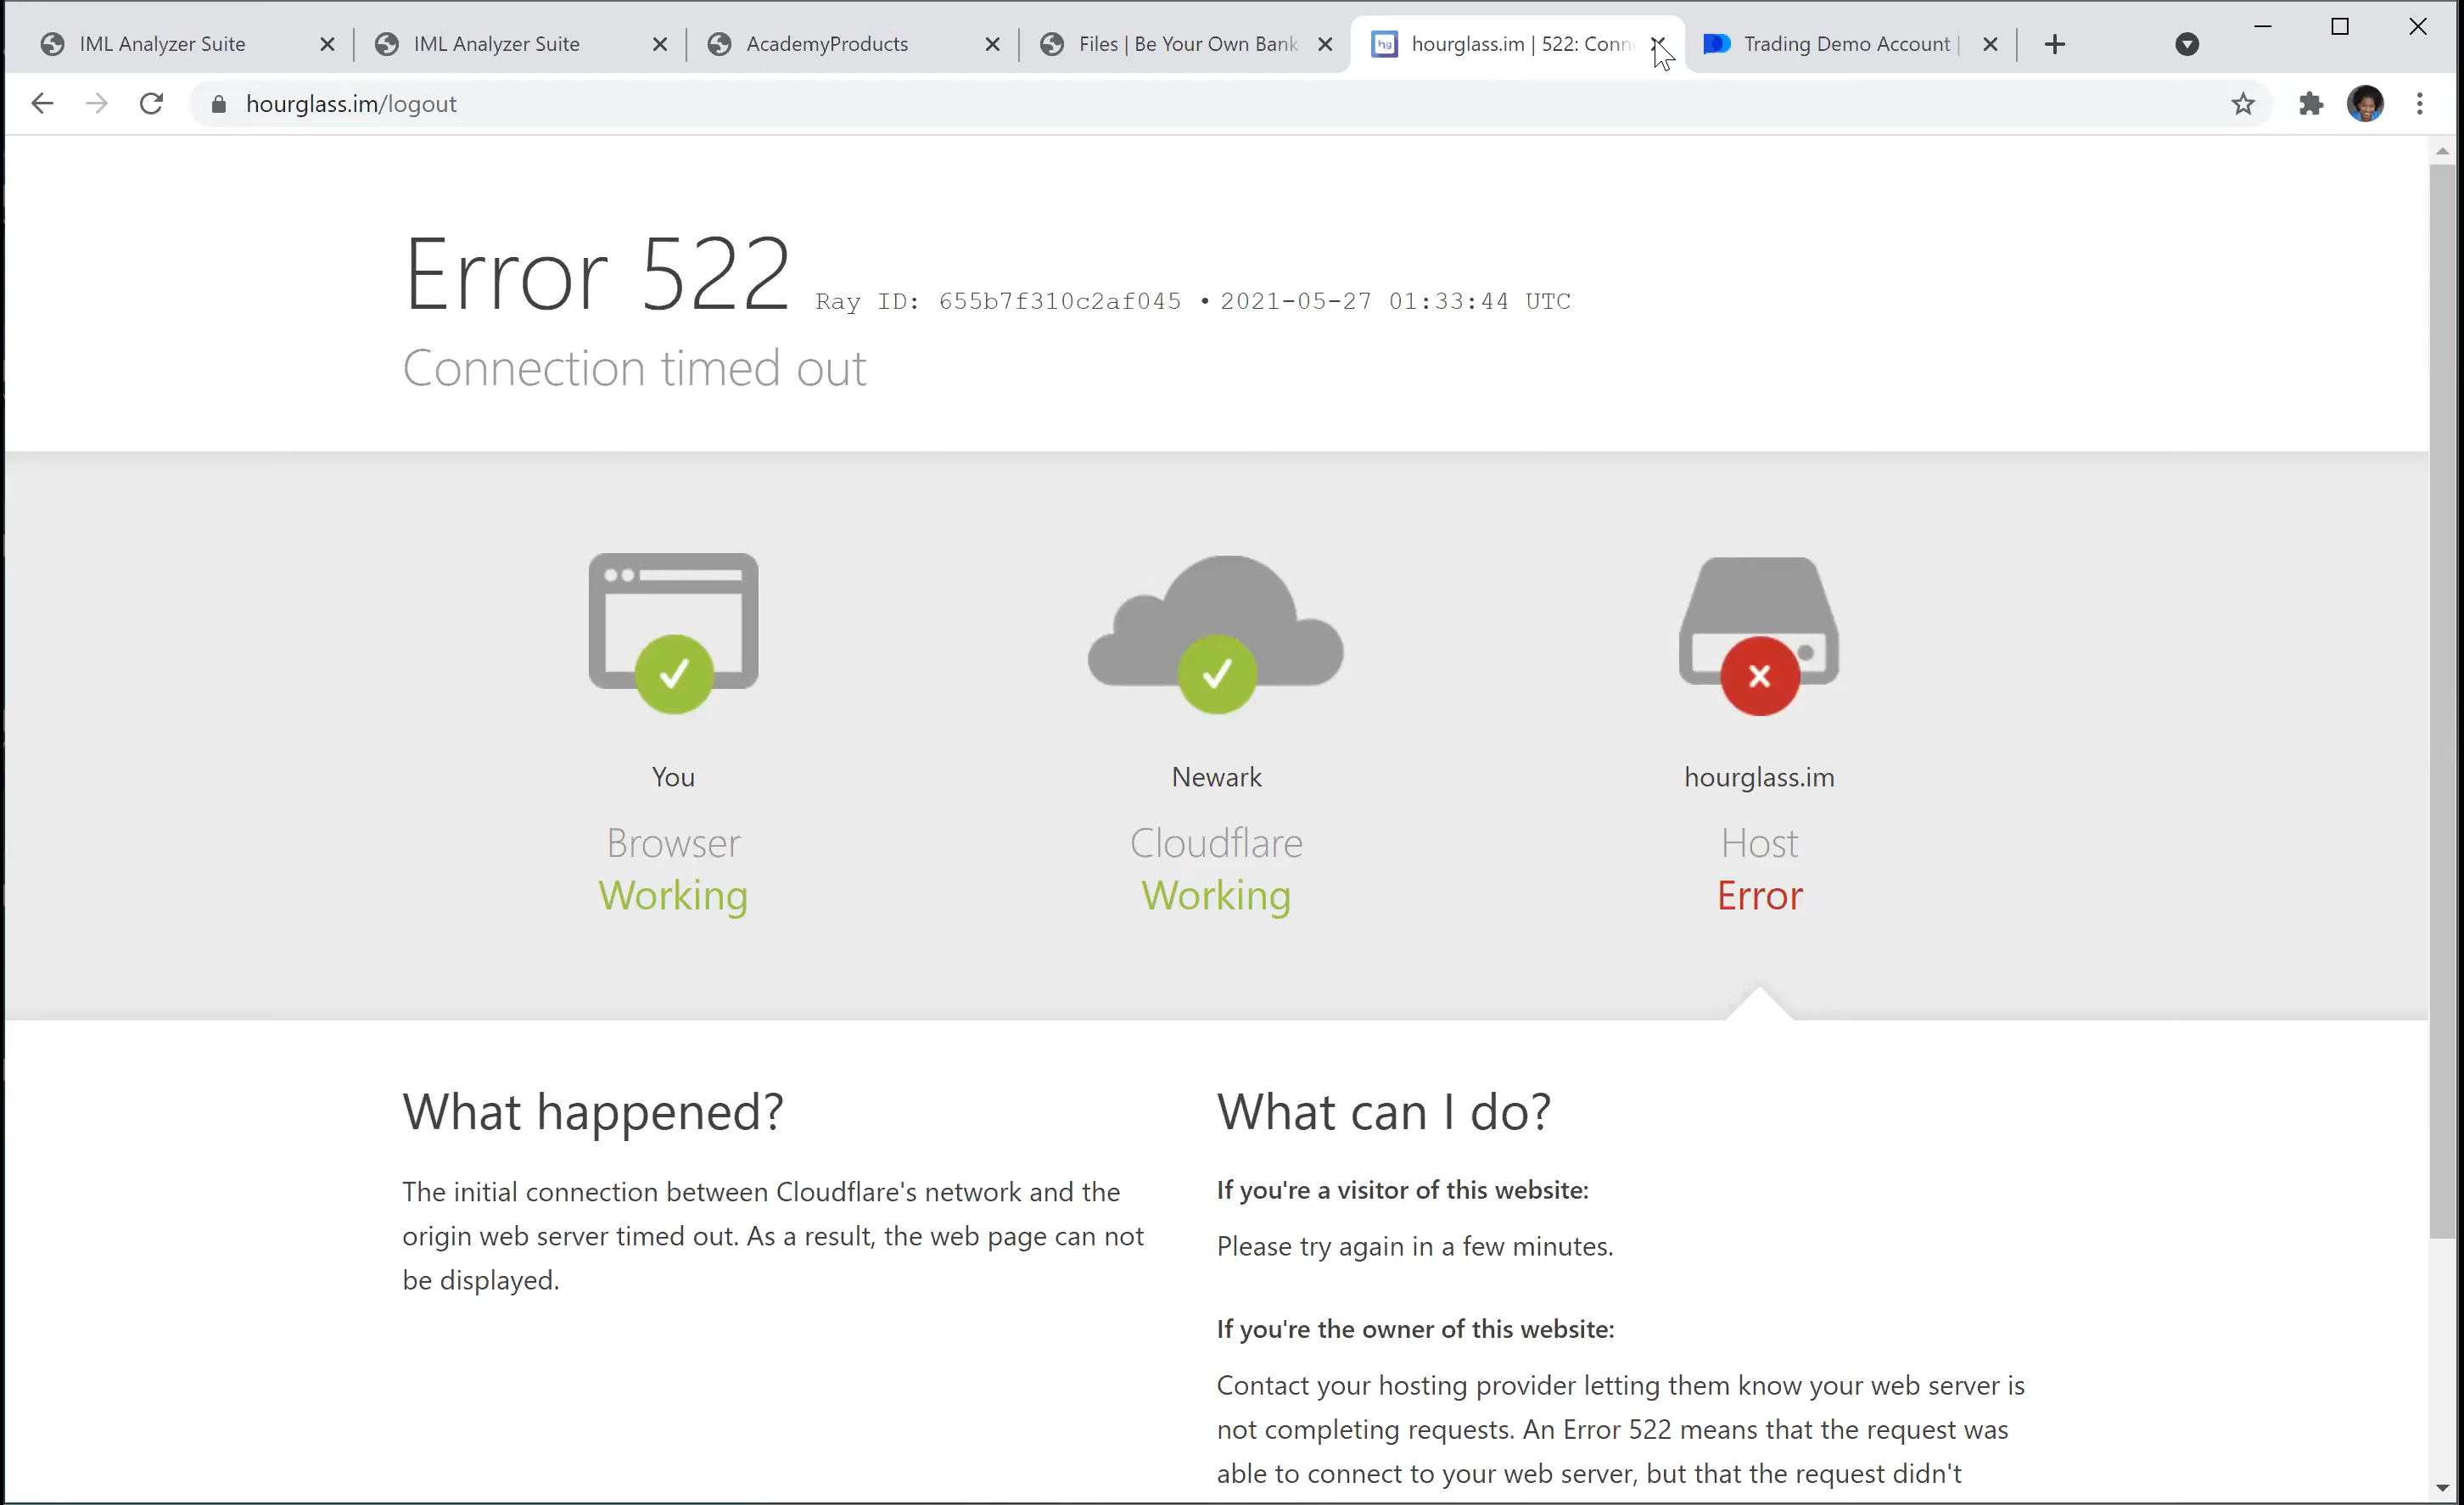 IML Analyzer Suite
IML Analyzer Suite
AcademyProducts
Files | Be Your Own Bank
hourglass.im | 522: Conn
Trading Demo Account |
hourglass.im/logout
Error 522 Ray ID: 655b7f310c2af045 • 2021-05-27 01:33:44 UTC
Connection timed out
You
Browser
Working
Newark
Cloudflare
Working
hourglass.im
Host
Error
What happened?
The initial connection between Cloudflare's network and the
origin web server timed out. As a result, the web page can not
be displayed.
What can I do?
If you're a visitor of this website:
Please try again in a few minutes.
If you're the owner of this website:
Contact your hosting provider letting them know your web server is
not completing requests. An Error 522 means that the request was
able to connect to your web server, but that the request didn't